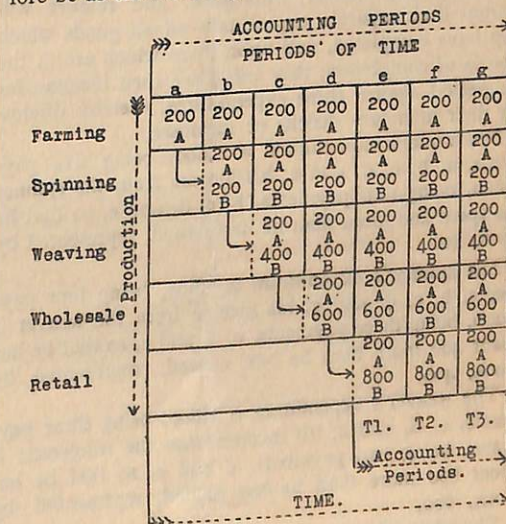 ACCOUNTING PERIODS
PERIODS OF TIME
a b c d e f g
Farming 200 200 200 200 200 200 200
A A A A A A A
Spinning 200 200 200 200 200 200
A A A A A A
200 200 200 200 200 200
B B B B B B
Weaving 200 200 200 200 200
A A A A A
400 400 400 400 400
B B B B B
Wholesale 200 200 200 200
A A A A
600 600 600 600
B B B B
Retail 200 200 200
A A A
800 800 800
B B B
Production
T1. T2. T3.
Accounting
Periods.
TIME.